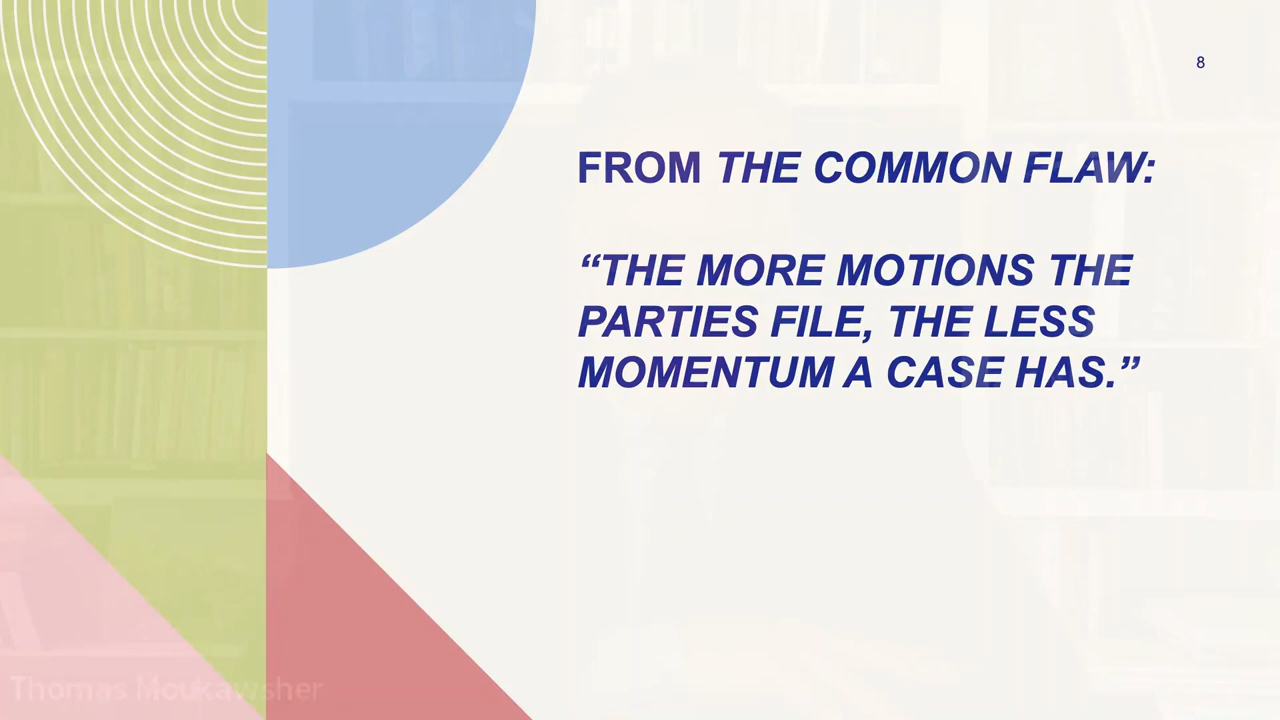 8
FROM THE COMMON FLAW:
“THE MORE MOTIONS THE
PARTIES FILE, THE LESS
MOMENTUM A CASE HAS.”
Thomas Moukawsher